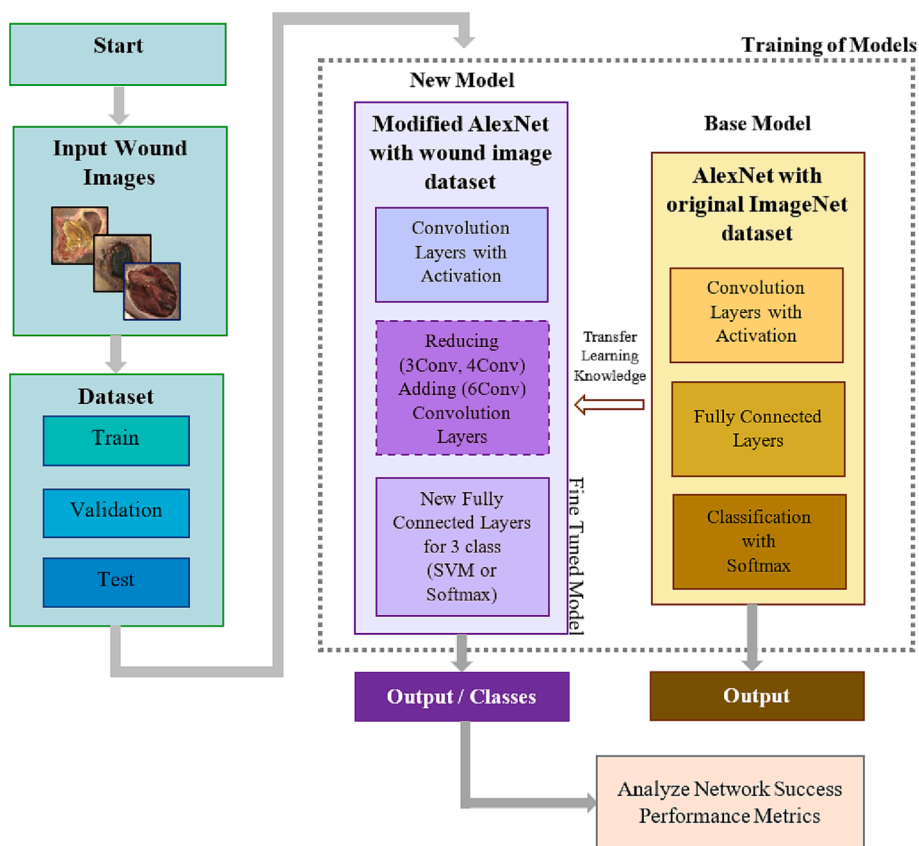 Start
Input Wound
Images
Dataset
Train
Validation
Test
Training of Models
New Model
Modified AlexNet
with wound image
dataset
Convolution
Layers with
Activation
Reducing
(3Conv, 4Conv)
Adding (6Conv)
Convolution
Layers
New Fully
Connected Layers
for 3 class
(SVM or
Softmax)
Fine Tuned Model
Transfer
Learning
Knowledge
Base Model
AlexNet with
original ImageNet
dataset
Convolution
Layers with
Activation
Fully Connected
Layers
Classification
with
Softmax
Output / Classes
Output
Analyze Network Success
Performance Metrics